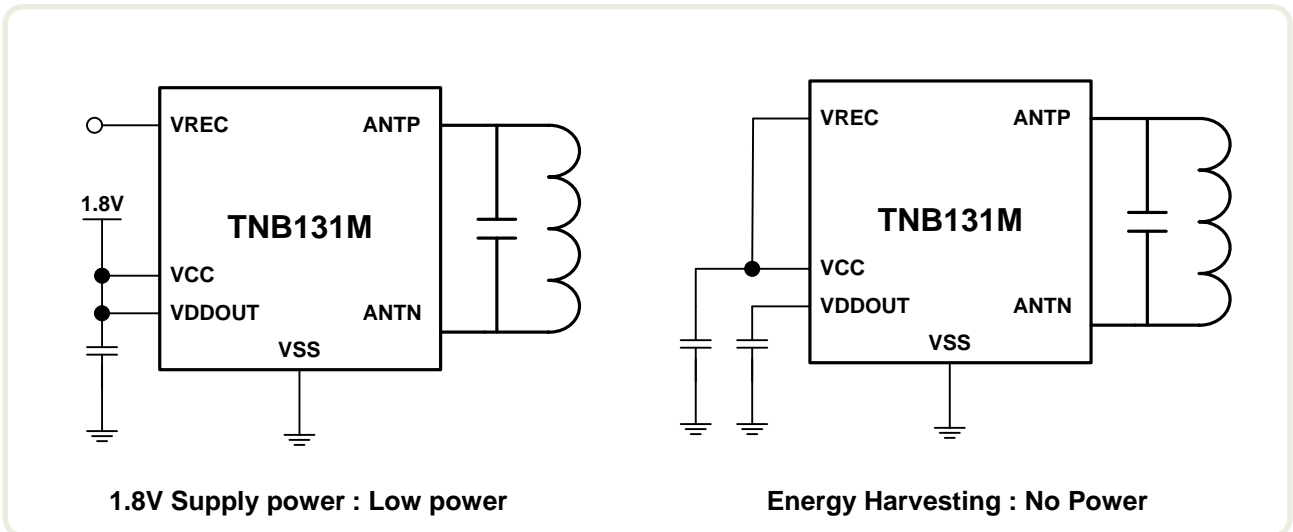 VREC ANTP
1.8V
TNB131M
VCC
VDDOUT ANTN
VSS
1.8V Supply power : Low power
VREC ANTP
TNB131M
VCC
VDDOUT ANTN
VSS
Energy Harvesting : No Power